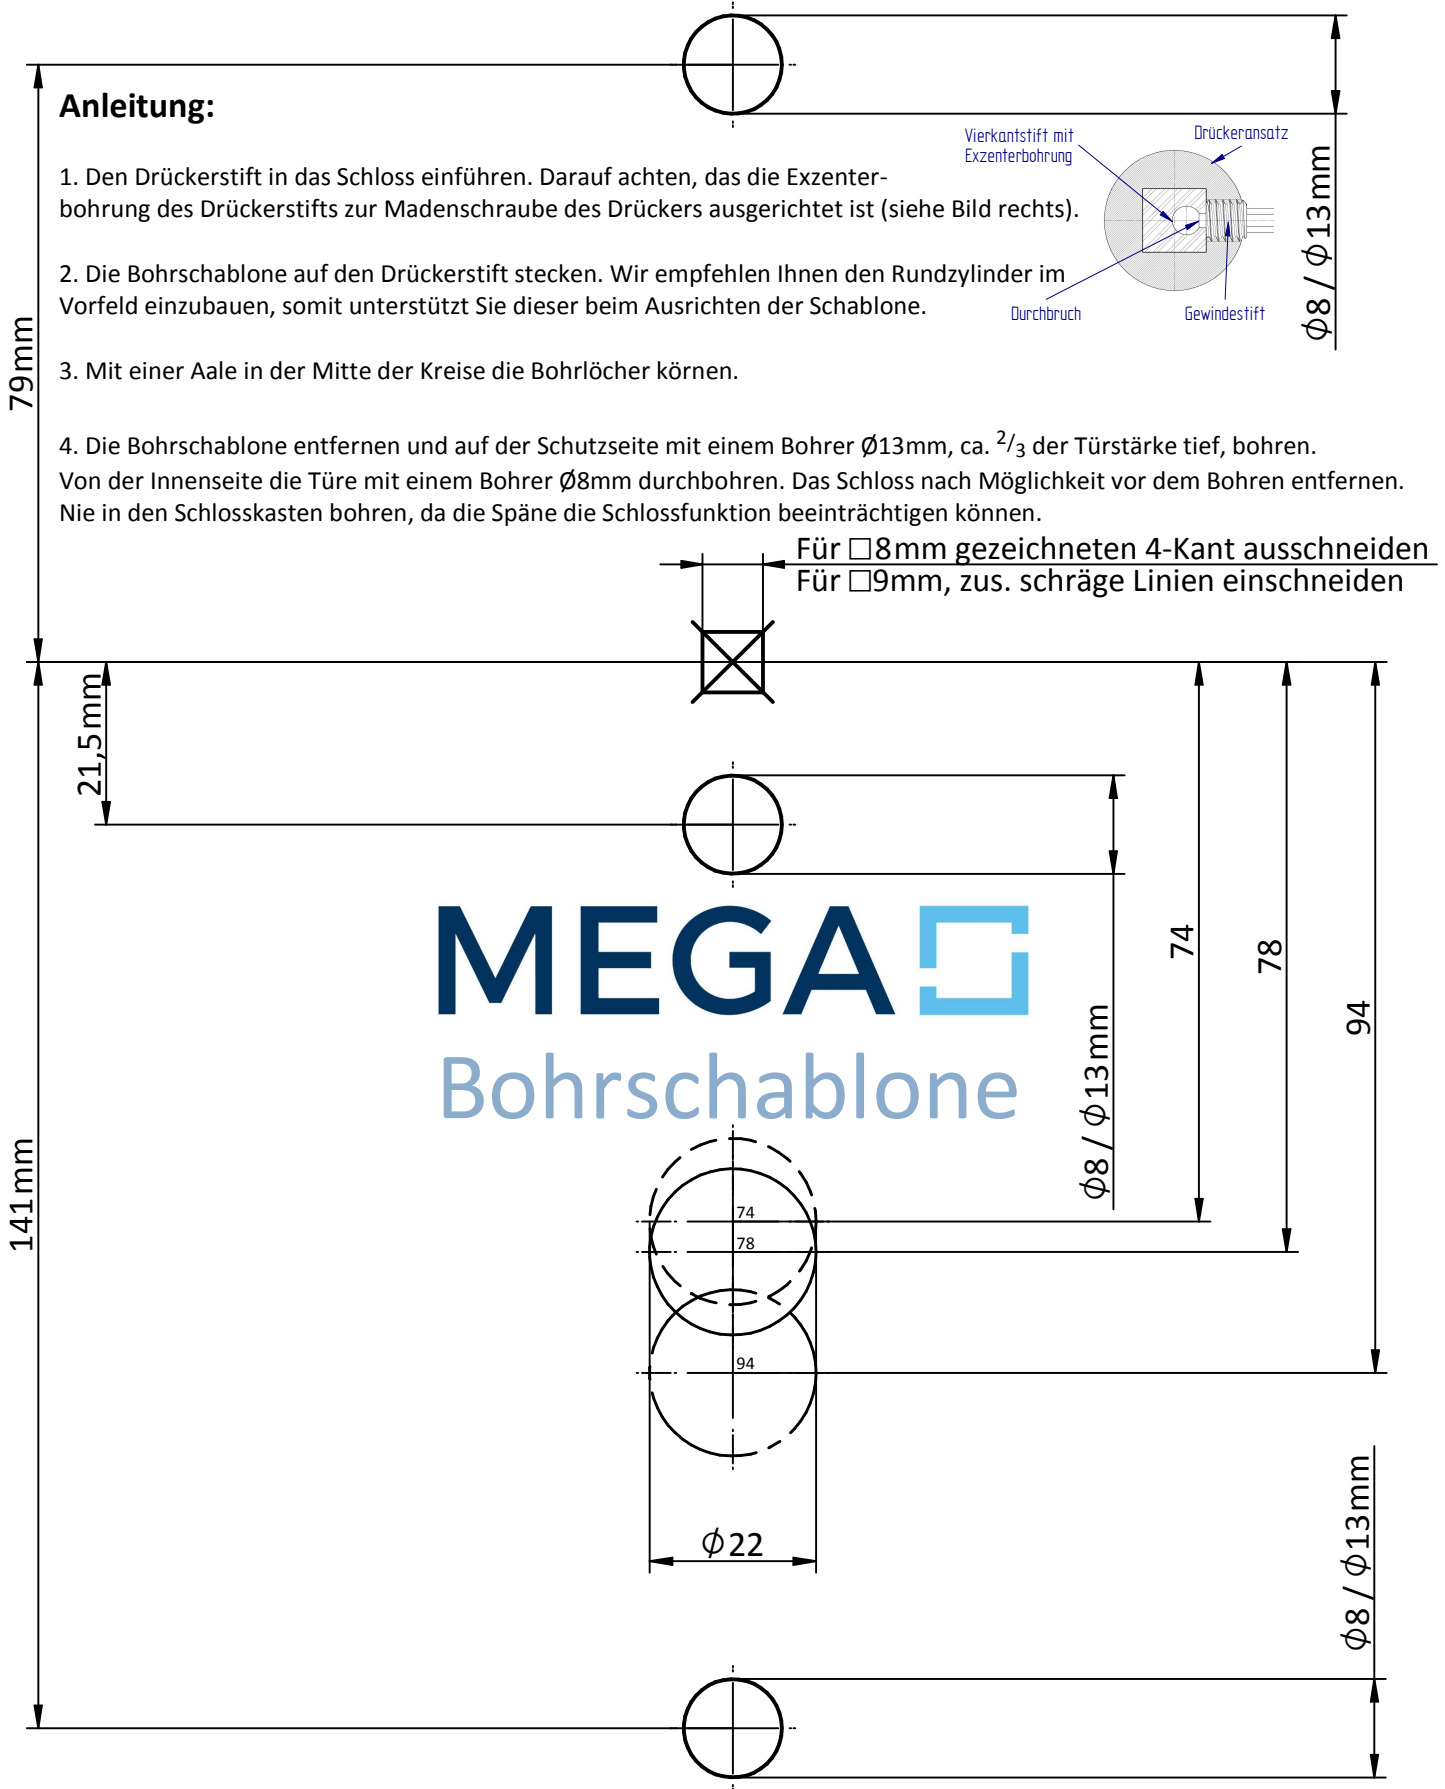 Anleitung:
1. Den Drückerstift in das Schloss einführen. Darauf achten, das die Exzenter-
bohrung des Drückerstifts zur Madenschraube des Drückers ausgerichtet ist (siehe Bild rechts).
2. Die Bohrschablone auf den Drückerstift stecken. Wir empfehlen Ihnen den Rundzylinder im
Vorfeld einzubauen, somit unterstützt Sie dieser beim Ausrichten der Schablone.
3. Mit einer Aale in der Mitte der Kreise die Bohrlöcher körnen.
4. Die Bohrschablone entfernen und auf der Schutzseite mit einem Bohrer Ø13mm, ca. 2/3 der Türstärke tief, bohren.
Von der Innenseite die Türe mit einem Bohrer Ø8mm durchbohren. Das Schloss nach Möglichkeit vor dem Bohren entfernen.
Nie in den Schlosskasten bohren, da die Späne die Schlossfunktion beeinträchtigen können.
Vierkantstift mit
Exzenterbohrung
Drückeransatz
Durchbruch
Gewindestift
ϕ8 / ϕ13mm
79mm
Für □8mm gezeichneten 4-Kant ausschneiden
Für □9mm, zus. schräge Linien einschneiden
21,5mm
141mm
74
78
94
ϕ8 / ϕ13mm
MEGA
Bohrschablone
74
78
94
ϕ22
ϕ8 / ϕ13mm